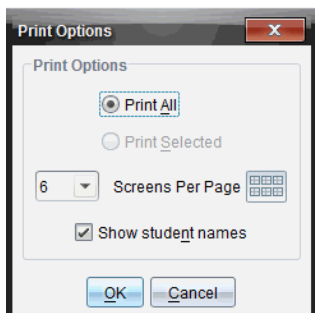 Print Options
Print Options
Print All
Print Selected
6 Screens Per Page
Show student names
OK Cancel